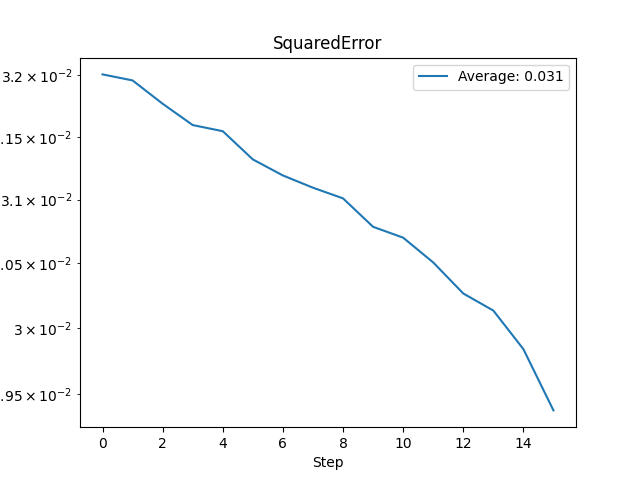 SquaredError
Average: 0.031
3.2 × 10⁻²
.15 × 10⁻²
3.1 × 10⁻²
.05 × 10⁻²
3 × 10⁻²
.95 × 10⁻²
0 2 4 6 8 10 12 14
Step